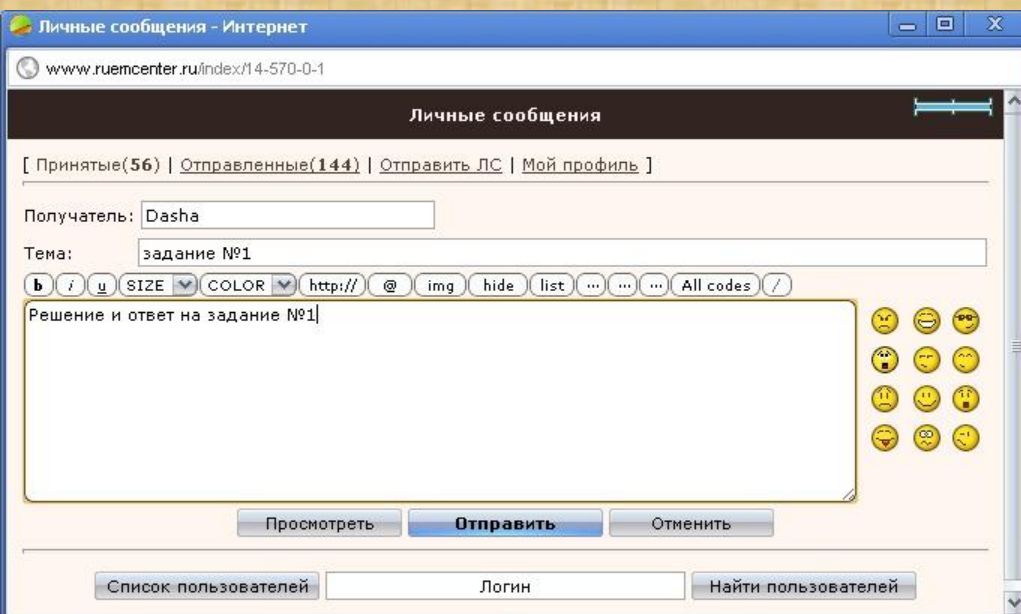 Личные сообщения - Интернет
www.ruemcenter.ru/index/14-570-0-1
Личные сообщения
[ Принятые(56) | Отправленные(144) | Отправить ЛС | Мой профиль ]
Получатель: Dasha
Тема: задание №1
b i u SIZE COLOR http:// @ img hide list ... ... ... All codes /
Решение и ответ на задание №1
Просмотреть Отправить Отменить
Список пользователей Логин Найти пользователей